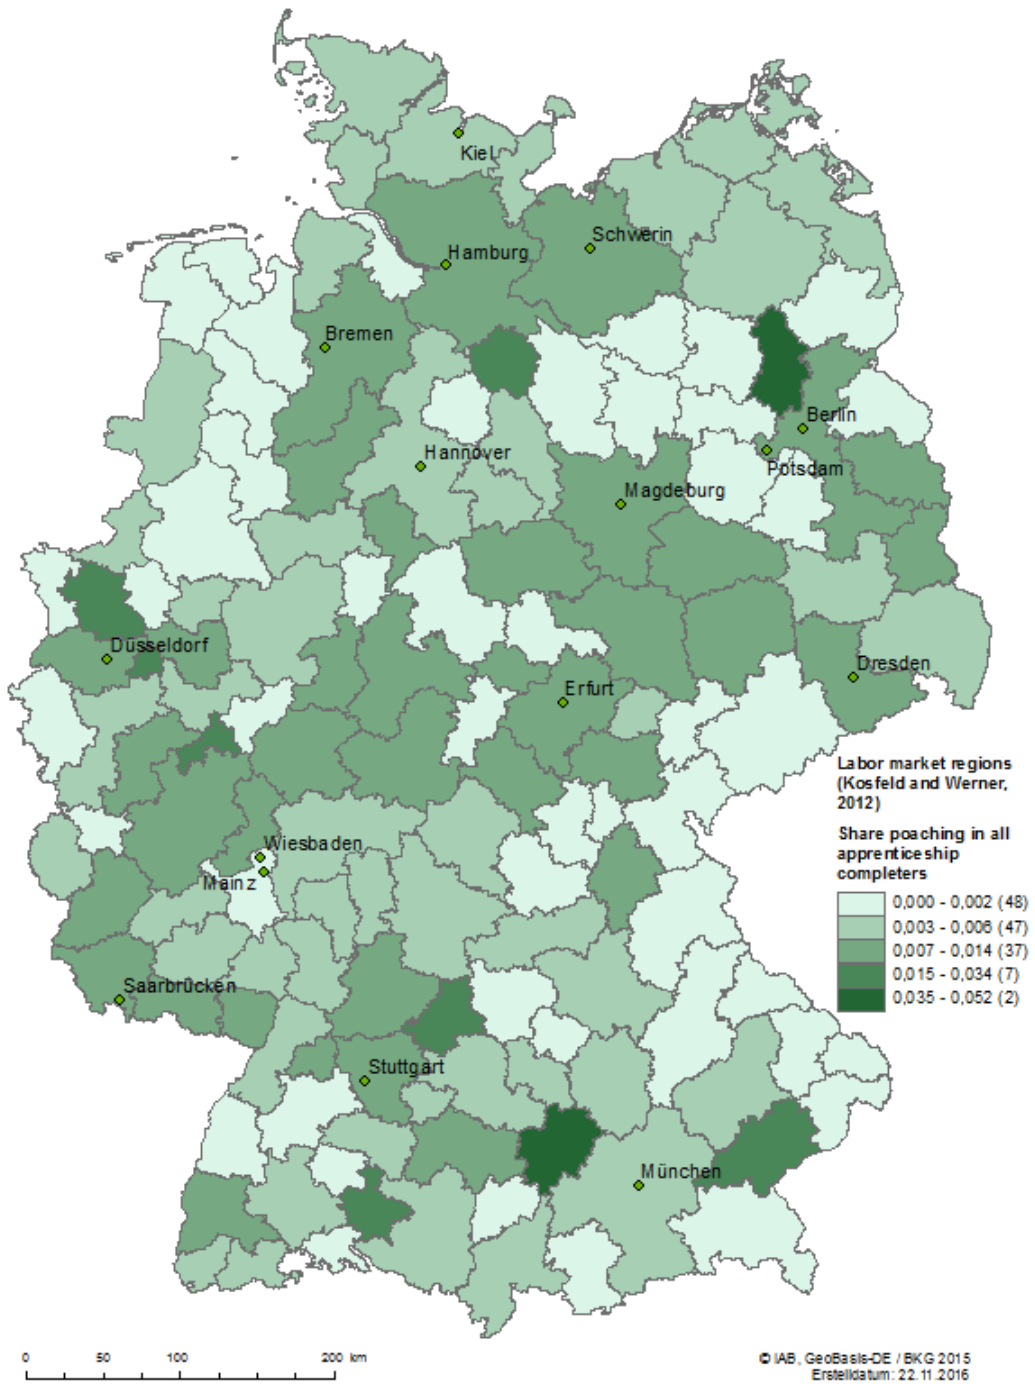 Kiel
Schwerin
Hamburg
Bremen
Berlin
Hannover
Potsdam
Magdeburg
Düsseldorf
Dresden
Erfurt
Wiesbaden
Mainz
Saarbrücken
Stuttgart
München
Labor market regions
(Kosfeld and Werner,
2012)
Share poaching in all
apprenticeship
completers
0,000 - 0,002 (48)
0,003 - 0,006 (47)
0,007 - 0,014 (37)
0,015 - 0,034 (7)
0,035 - 0,052 (2)
0 50 100 200 km
© IAB, GeoBasis-DE / BKG 2015
Erstelldatum: 22.11.2016